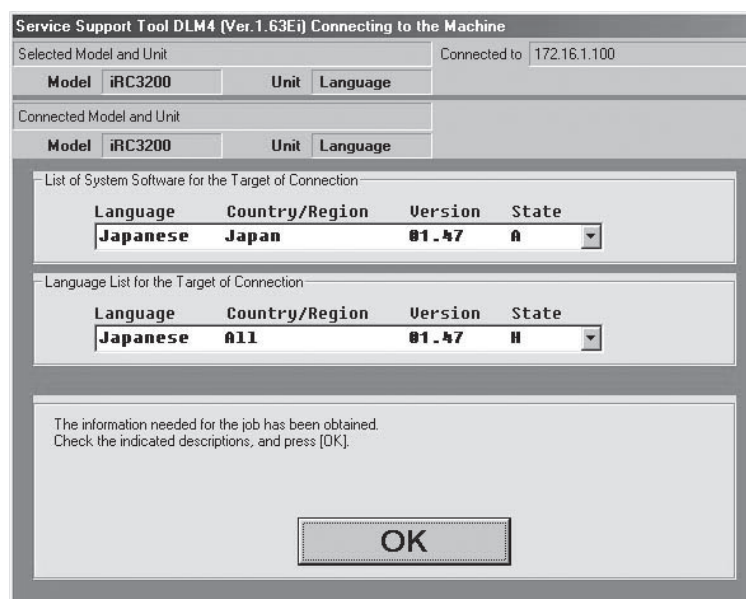 Service Support Tool DLM4 (Ver.1.63Ei) Connecting to the Machine
Selected Model and Unit
Connected to 172.16.1.100
Model iRC3200 Unit Language
Connected Model and Unit
Model iRC3200 Unit Language
List of System Software for the Target of Connection
Language Country/Region Version State
Japanese Japan 01.47 A
Language List for the Target of Connection
Language Country/Region Version State
Japanese All 01.47 H
The information needed for the job has been obtained.
Check the indicated descriptions, and press [OK].
OK